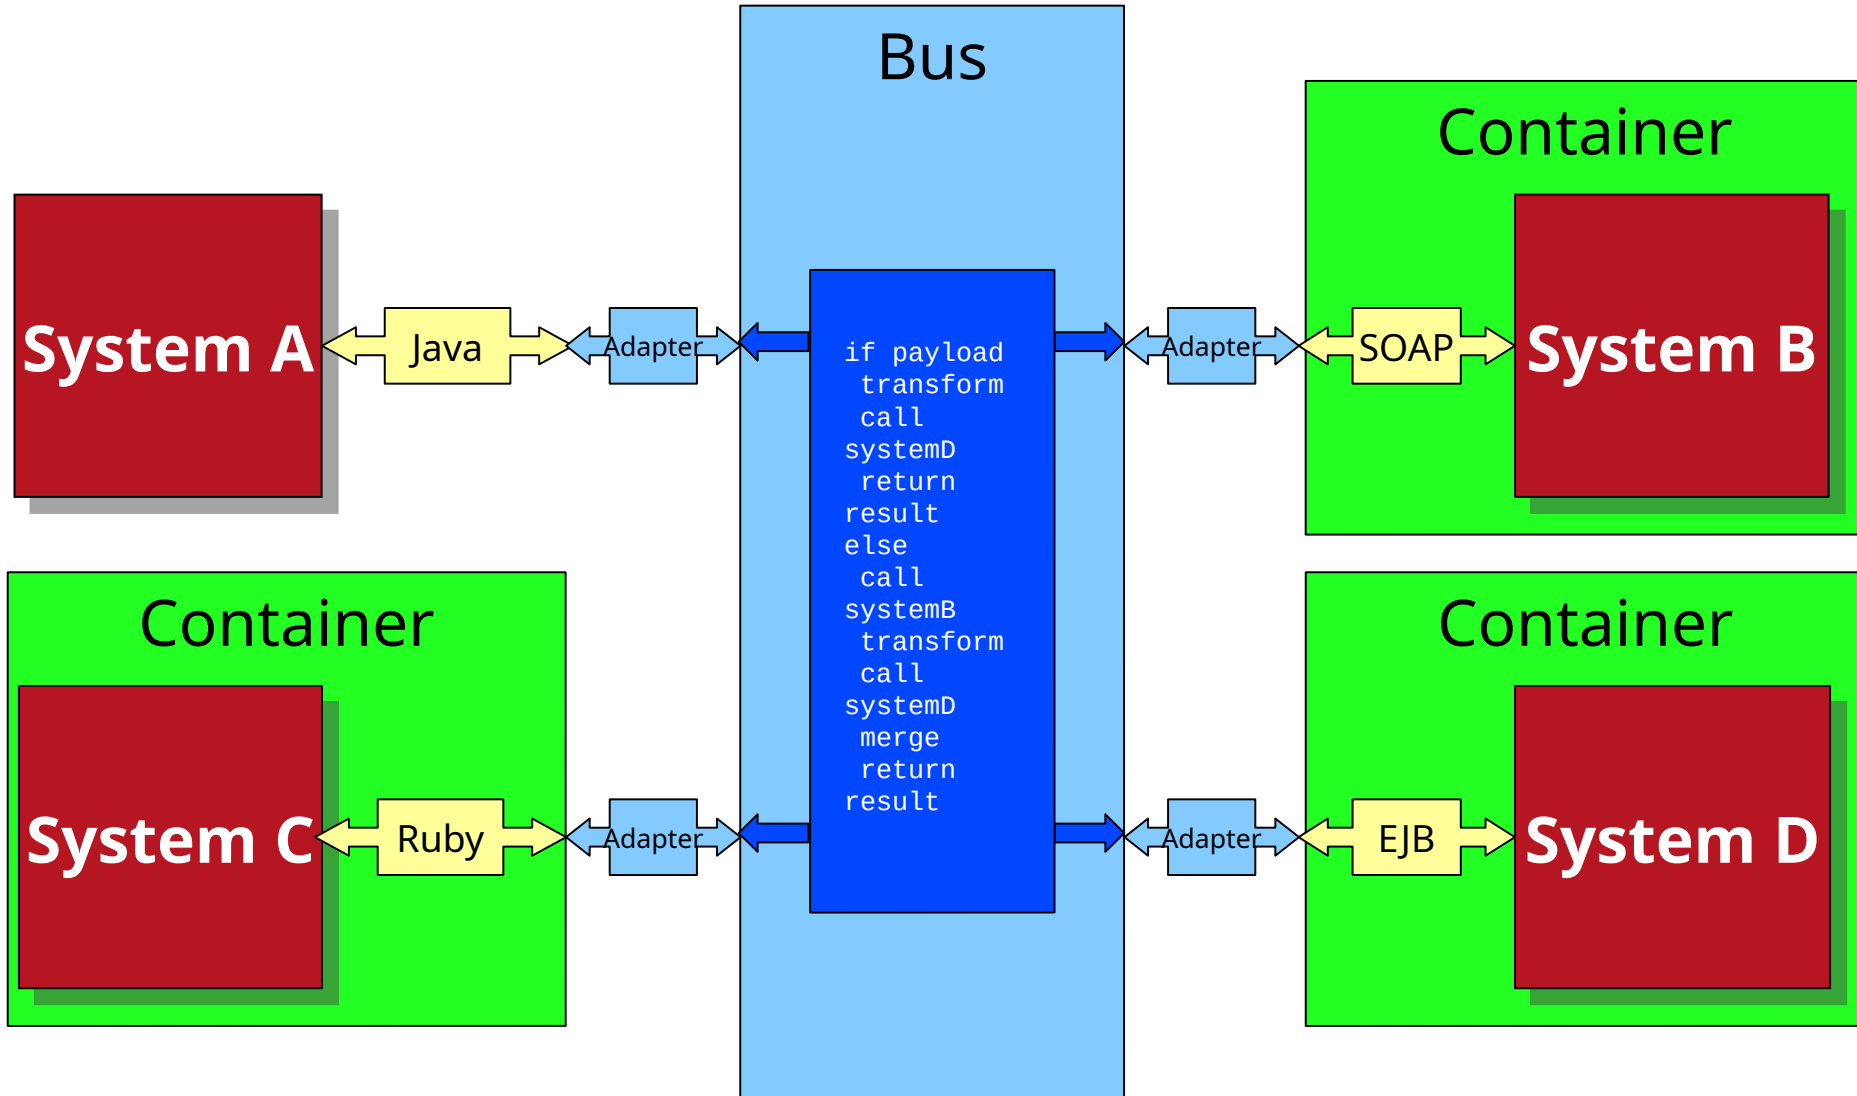 Bus
Container
System A
Java
Adapter
if payload
 transform
 call
systemD
 return
result
else
 call
systemB
 transform
 call
systemD
 merge
 return
result
Adapter
SOAP
System B
Container
Container
System C
Ruby
Adapter
Adapter
EJB
System D